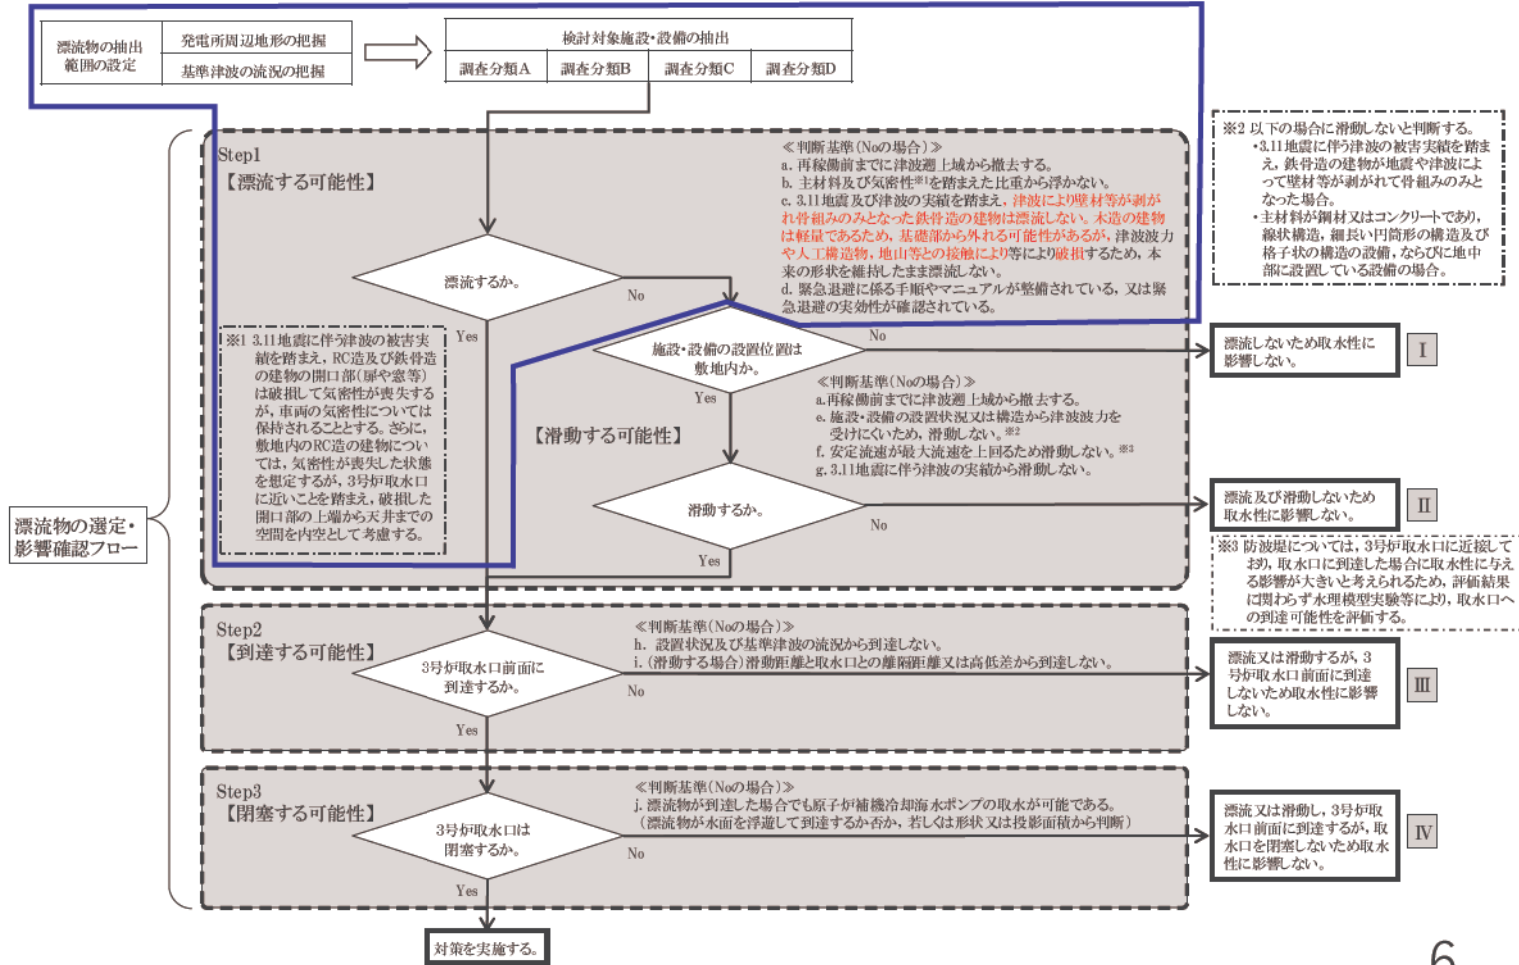 漂流物の抽出
範囲の設定
発電所周辺地形の把握
基準津波の流況の把握
検討対象施設・設備の抽出
調査分類A
調査分類B
調査分類C
調査分類D
漂流物の選定・
影響確認フロー
Step1
【漂流する可能性】
≪判断基準(Noの場合)≫
a. 再稼働前までに津波遡上域から撤去する。
b. 主材料及び気密性※1を踏まえた比重から浮かない。
c. 3.11地震及び津波の実績を踏まえ，津波により壁材等が剥が
れ骨組みのみとなった鉄骨造の建物は漂流しない。木造の建物
は軽量であるため，基礎部から外れる可能性があるが，津波波力
や人工構造物，地山等との接触により等により破損するため，本
来の形状を維持したまま漂流しない。
d. 緊急退避に係る手順やマニュアルが整備されている，又は緊
急退避の実効性が確認されている。
漂流するか。
No
Yes
※1 3.11地震に伴う津波の被害実
績を踏まえ，RC造及び鉄骨造
の建物の開口部(扉や窓等)
は破損して気密性が喪失する
が，車両の気密性については
保持されることとする。さらに，
敷地内のRC造の建物につい
ては，気密性が喪失した状態
を想定するが，3号炉取水口
に近いことを踏まえ，破損した
開口部の上端から天井までの
空間を内空として考慮する。
施設・設備の設置位置は
敷地内か。
No
Yes
【滑動する可能性】
≪判断基準(Noの場合)≫
a.再稼働前までに津波遡上域から撤去する。
e. 施設・設備の設置状況又は構造から津波波力を
受けにくいため，滑動しない。※2
f. 安定流速が最大流速を上回るため滑動しない。※3
g. 3.11地震に伴う津波の実績から滑動しない。
滑動するか。
No
Yes
※2 以下の場合に滑動しないと判断する。
・3.11地震に伴う津波の被害実績を踏ま
え，鉄骨造の建物が地震や津波によ
って壁材等が剥がれて骨組みのみと
なった場合。
・主材料が鋼材又はコンクリートであり，
線状構造，細長い円筒形の構造及び
格子状の構造の設備，ならびに地中
部に設置している設備の場合。
漂流しないため取水性に
影響しない。
I
漂流及び滑動しないため
取水性に影響しない。
II
※3 防波堤については，3号炉取水口に近接して
おり，取水口に到達した場合に取水性に与え
る影響が大きいと考えられるため，評価結果
に関わらず水理模型実験等により，取水口へ
の到達可能性を評価する。
Step2
【到達する可能性】
≪判断基準(Noの場合)≫
h. 設置状況及び基準津波の流況から到達しない。
i. (滑動する場合)滑動距離と取水口との離隔距離又は高低差から到達しない。
3号炉取水口前面に
到達するか。
No
Yes
漂流又は滑動するが，3
号炉取水口前面に到達
しないため取水性に影響
しない。
III
Step3
【閉塞する可能性】
≪判断基準(Noの場合)≫
j. 漂流物が到達した場合でも原子炉補機冷却海水ポンプの取水が可能である。
(漂流物が水面を浮遊して到達するか否か，若しくは形状又は投影面積から判断)
3号炉取水口は
閉塞するか。
No
Yes
漂流又は滑動し，3号炉取
水口前面に到達するが，取
水口を閉塞しないため取水
性に影響しない。
IV
対策を実施する。
6